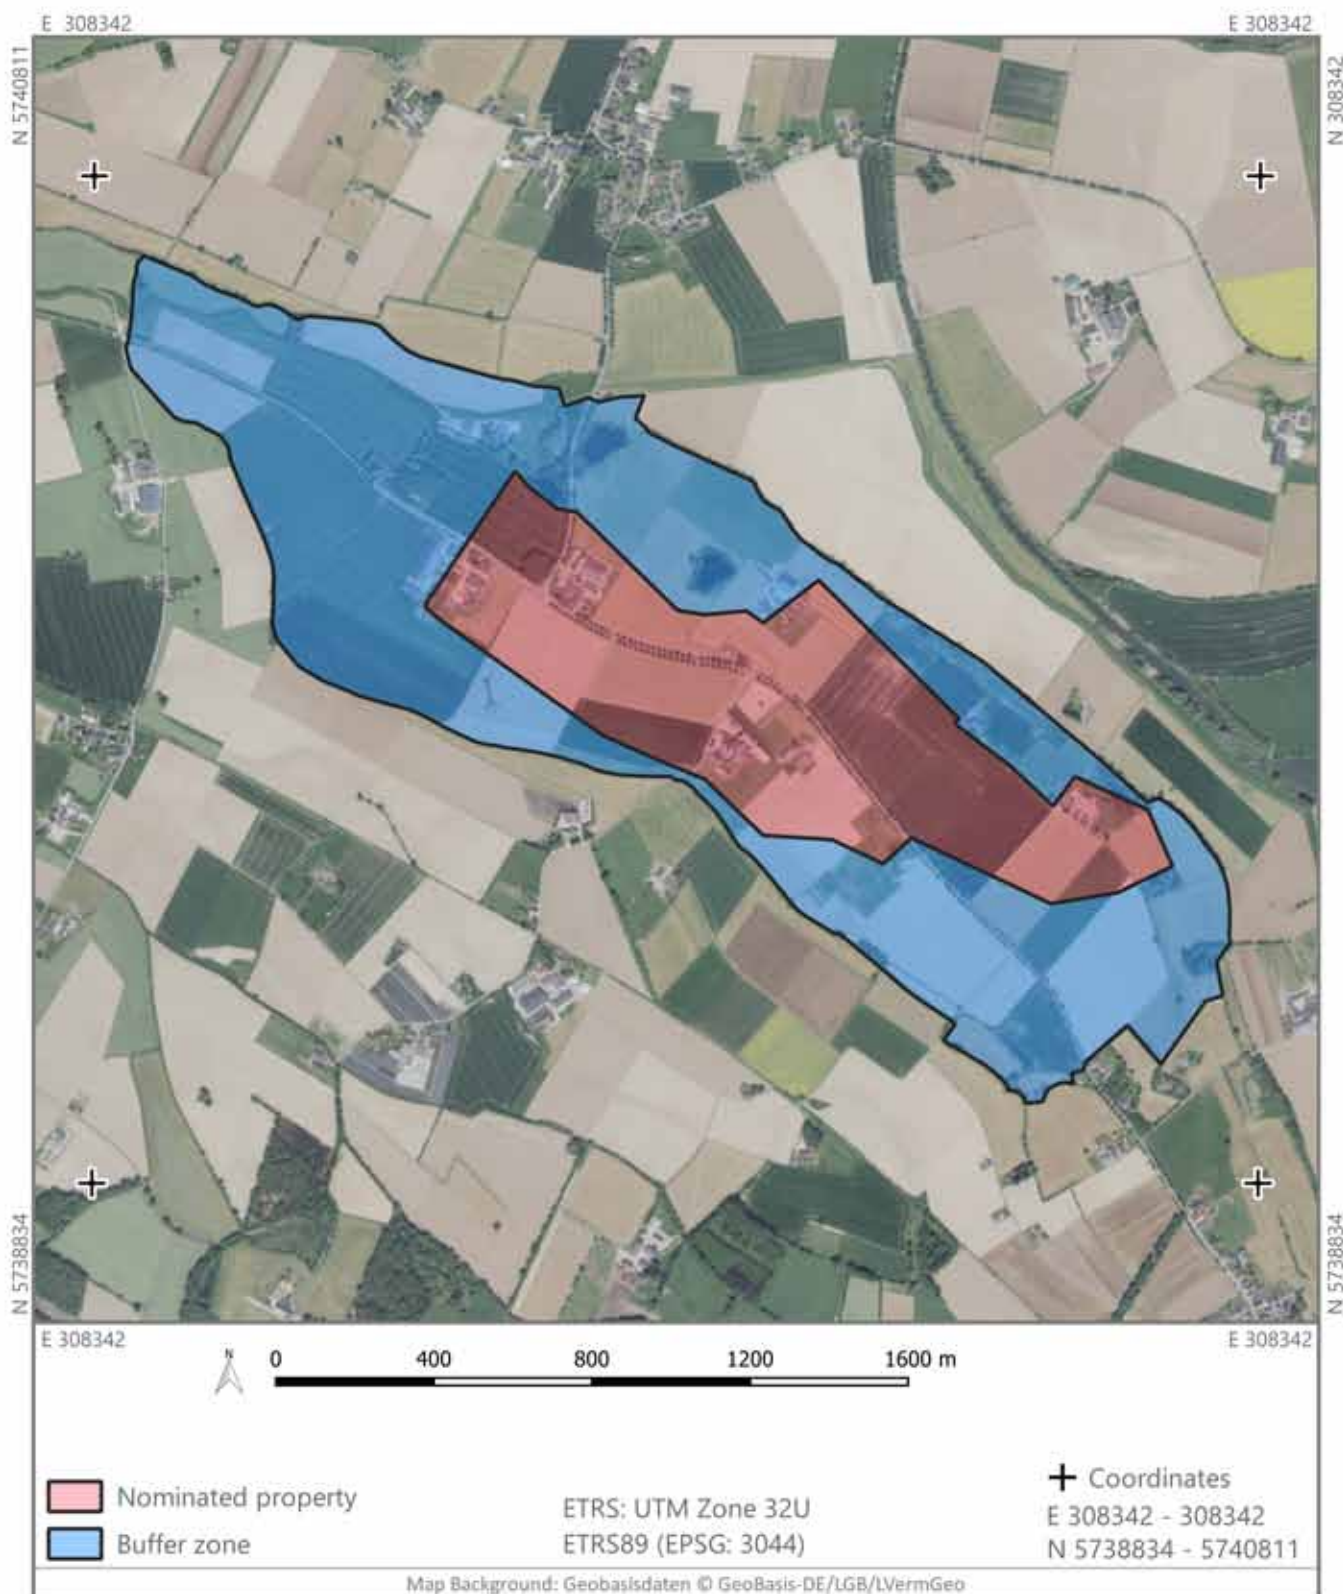 E 308342
E 308342
N 5740811
N 308342
N 5738834
N 5738834
E 308342
E 308342
N
0 400 800 1200 1600 m
Nominated property
Buffer zone
ETRS: UTM Zone 32U
ETRS89 (EPSG: 3044)
Coordinates
E 308342 - 308342
N 5738834 - 5740811
Map Background: Geobasisdaten © GeoBasis-DE/LGB/LVermGeo